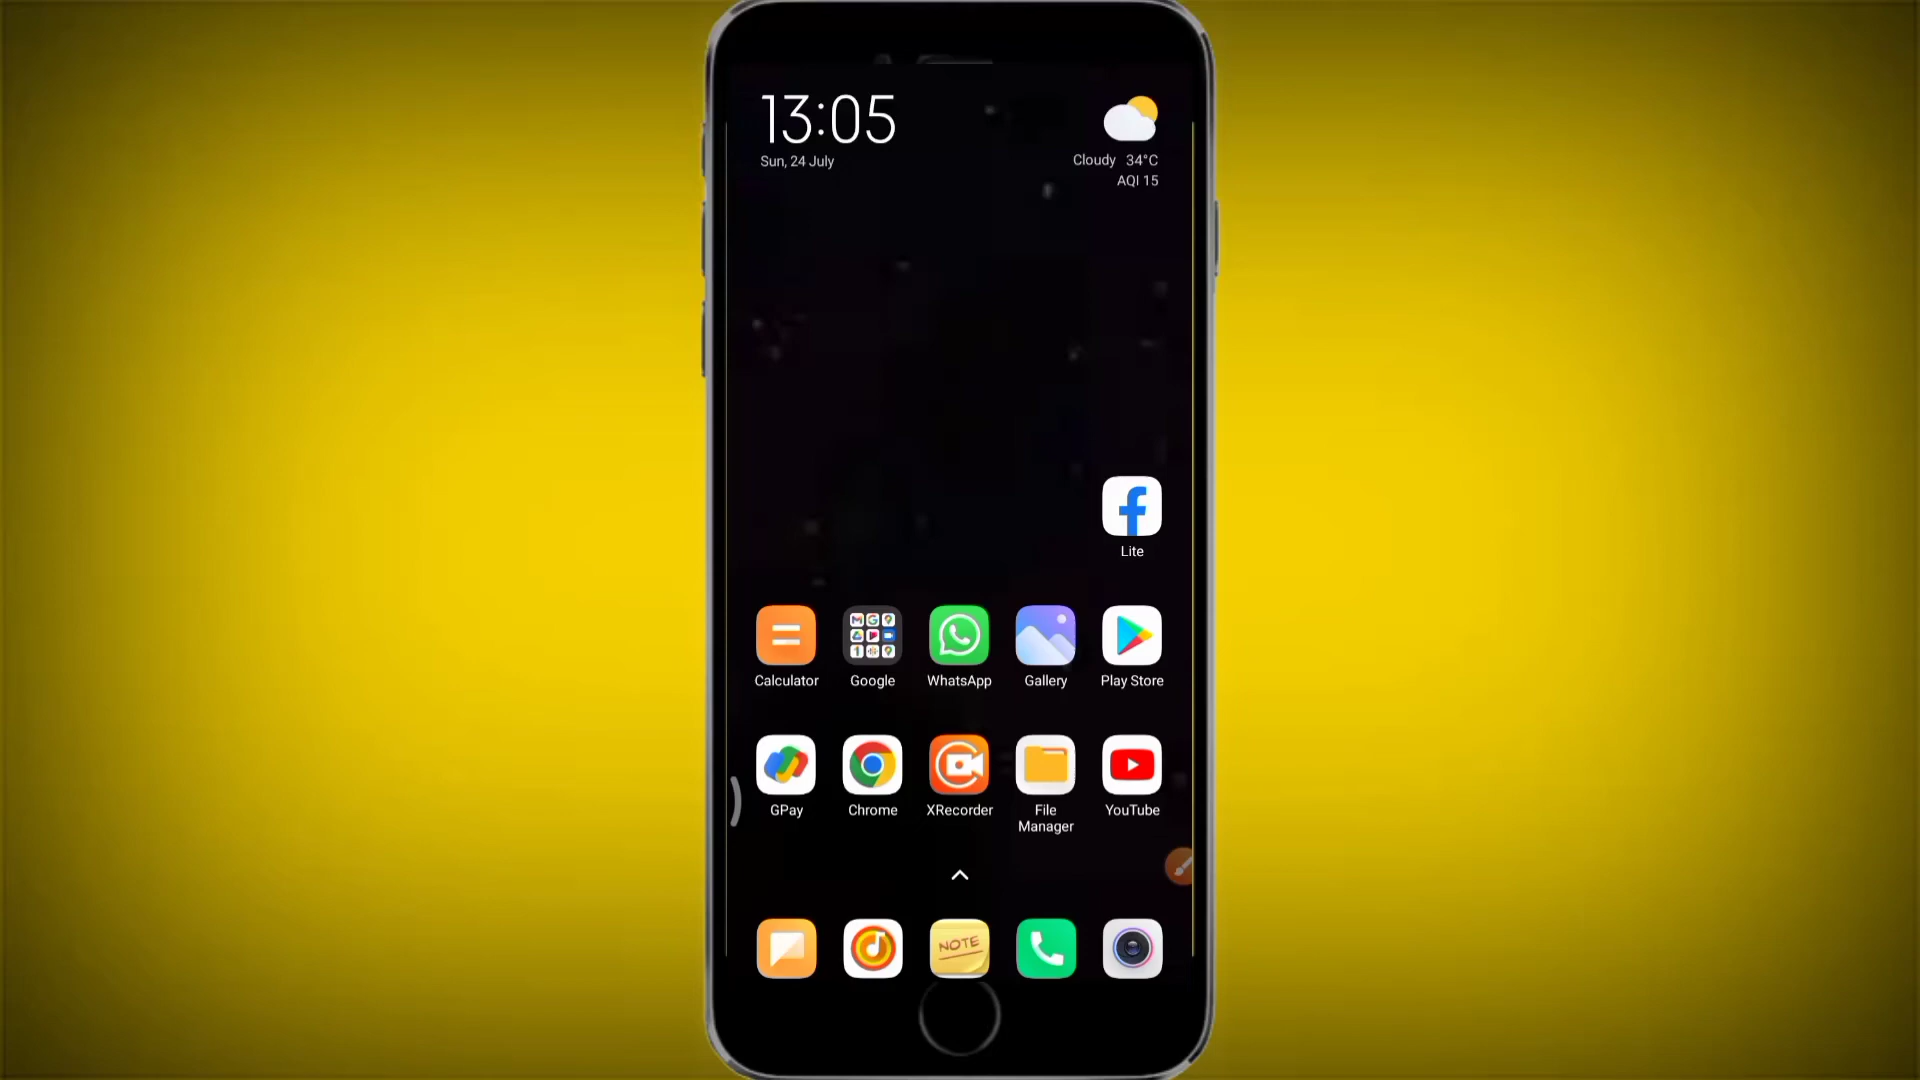 13:05
Sun, 24 July
Cloudy 34°C
AQI 15
Lite
Calculator
Google
WhatsApp
Gallery
Play Store
GPay
Chrome
XRecorder
File
Manager
YouTube
NOTE